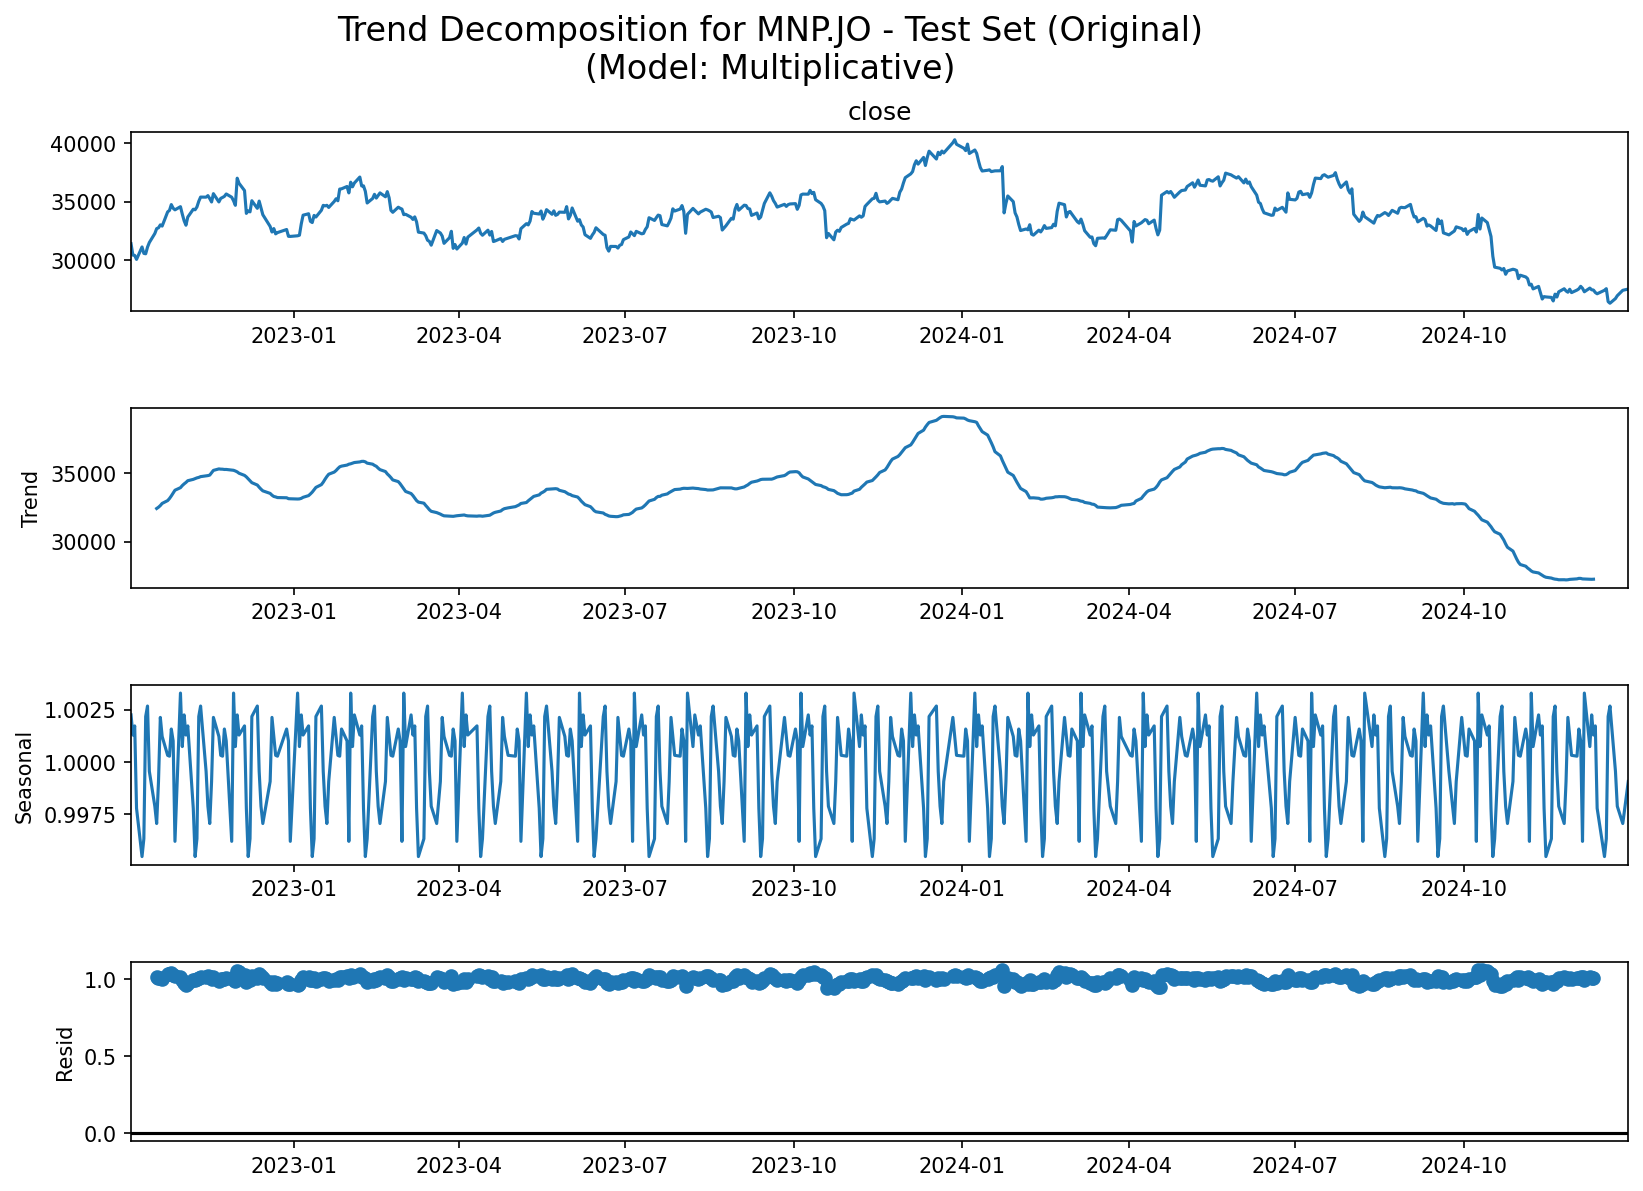 Trend Decomposition for MNP.JO - Test Set (Original)
(Model: Multiplicative)
close
40000
35000
30000
2023-01 2023-04 2023-07 2023-10 2024-01 2024-04 2024-07 2024-10
Trend
35000
30000
2023-01 2023-04 2023-07 2023-10 2024-01 2024-04 2024-07 2024-10
Seasonal
1.0025
1.0000
0.9975
2023-01 2023-04 2023-07 2023-10 2024-01 2024-04 2024-07 2024-10
Resid
1.0
0.5
0.0
2023-01 2023-04 2023-07 2023-10 2024-01 2024-04 2024-07 2024-10